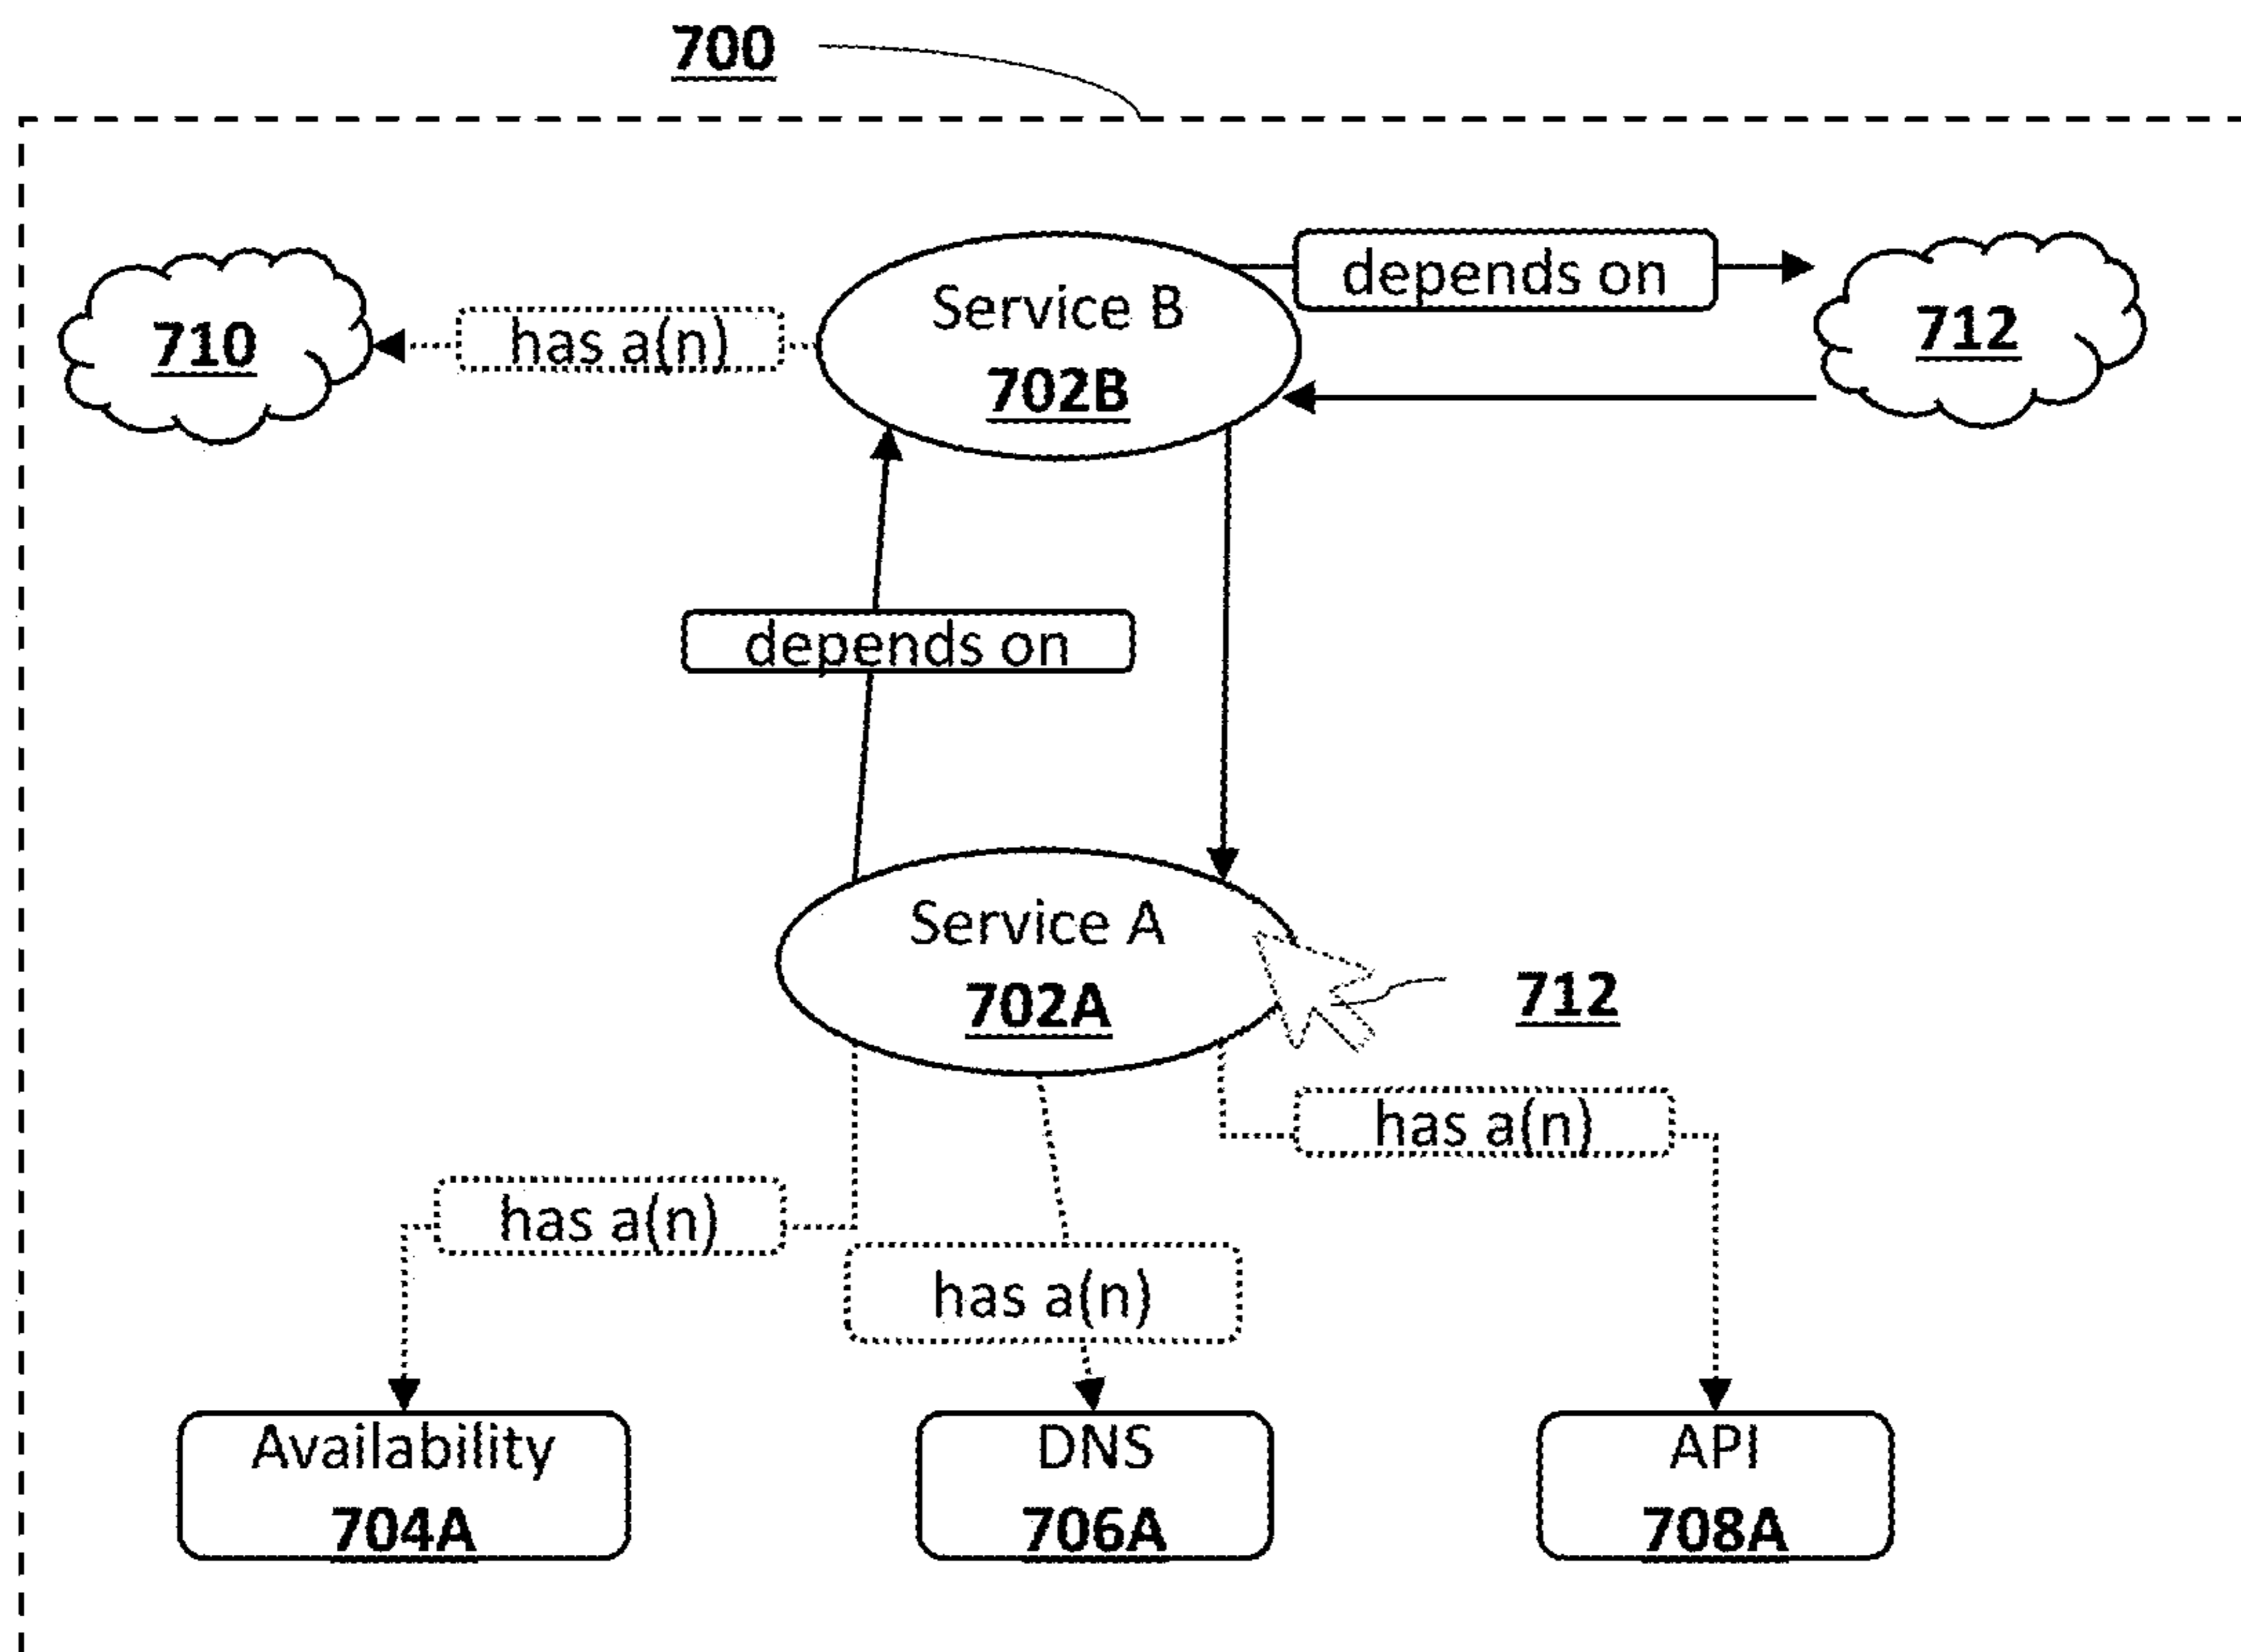 700
depends on
Service B
712
710
has a(n)
702B
depends on
Service A
702A
712
has a(n)
has a(n)
has a(n)
Availability
DNS
API
704A
706A
708A